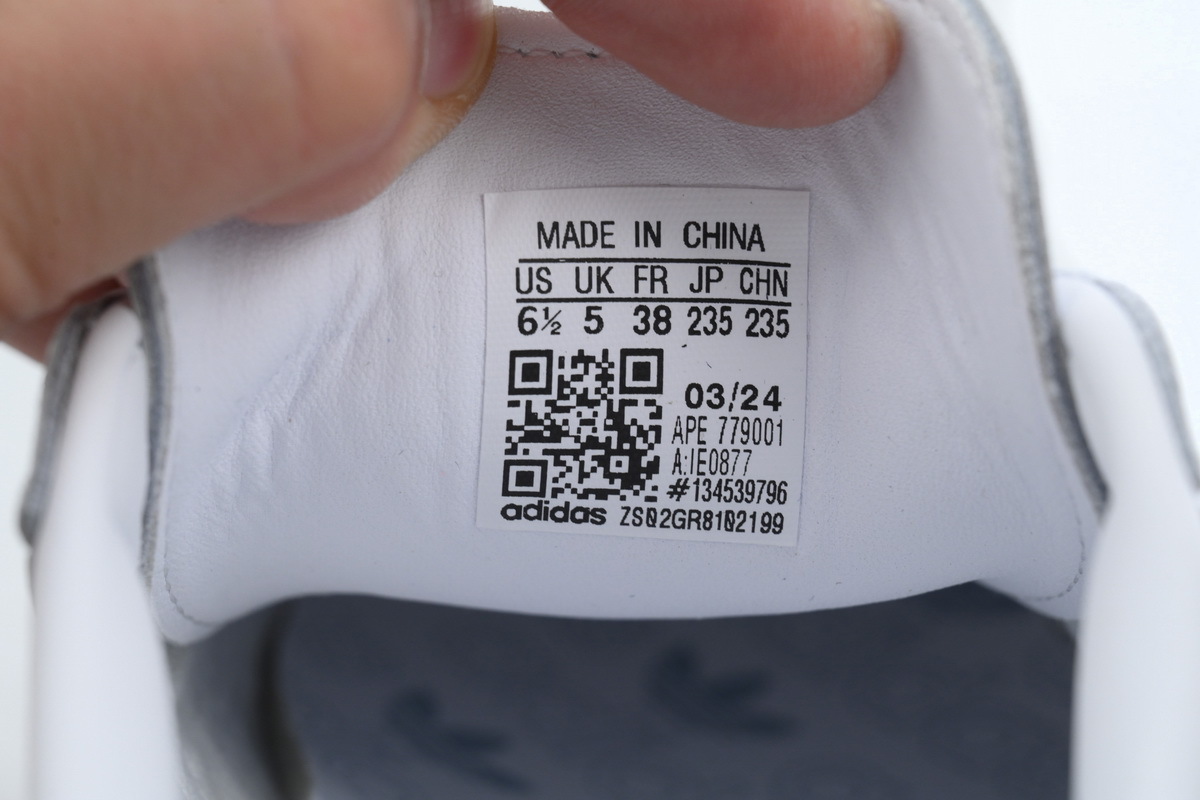 MADE IN CHINA
US UK FR JP CHN
6½ 5 38 235 235
03/24
APE 779001
A:IE0877
#134539796
adidas ZS02GR8102199